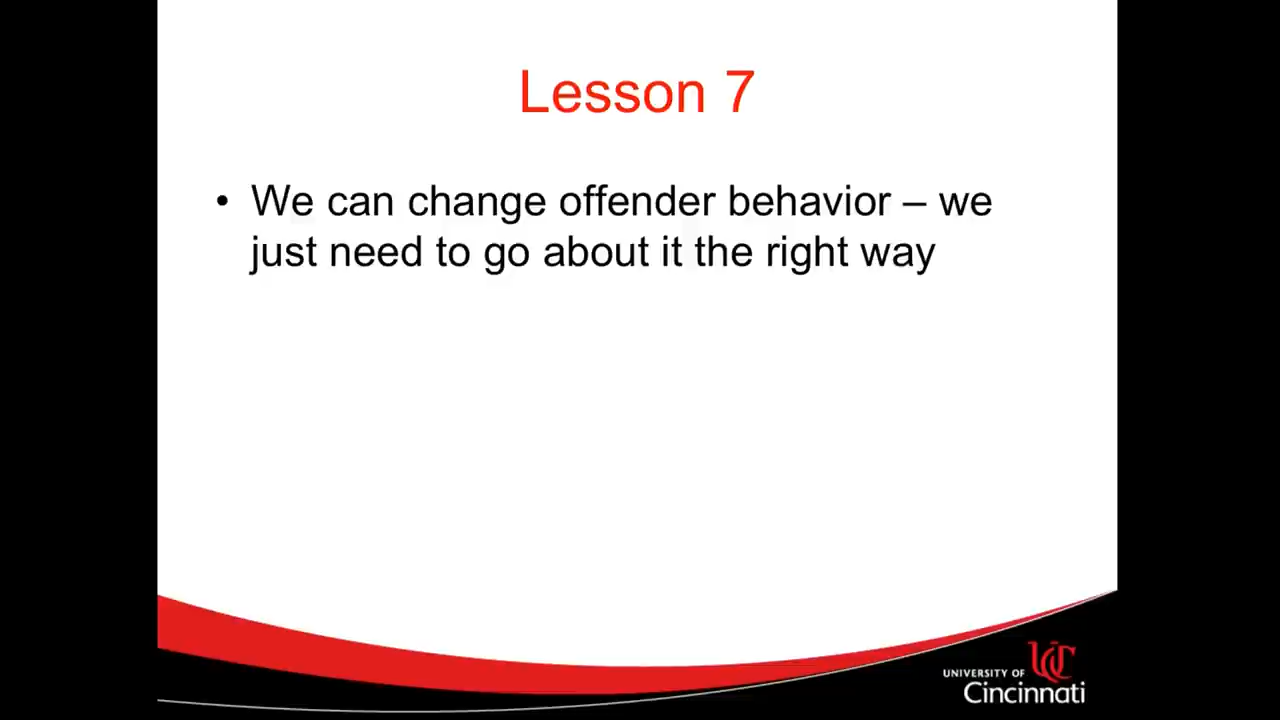 Lesson 7
• We can change offender behavior – we
just need to go about it the right way
UNIVERSITY OF
Cincinnati
UC